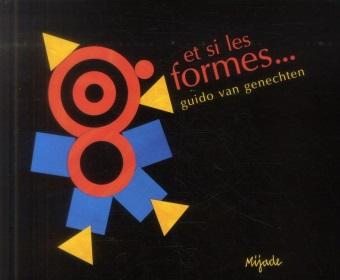 et si les
formes...
guido van genechten
Mijade